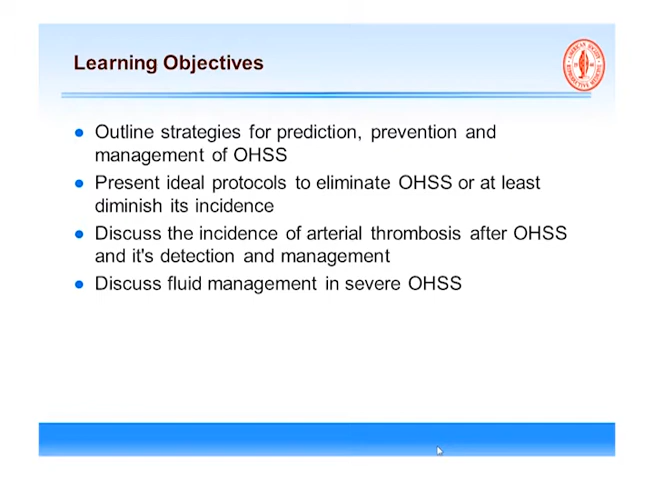 Learning Objectives
Outline strategies for prediction, prevention and
management of OHSS
Present ideal protocols to eliminate OHSS or at least
diminish its incidence
Discuss the incidence of arterial thrombosis after OHSS
and it's detection and management
Discuss fluid management in severe OHSS